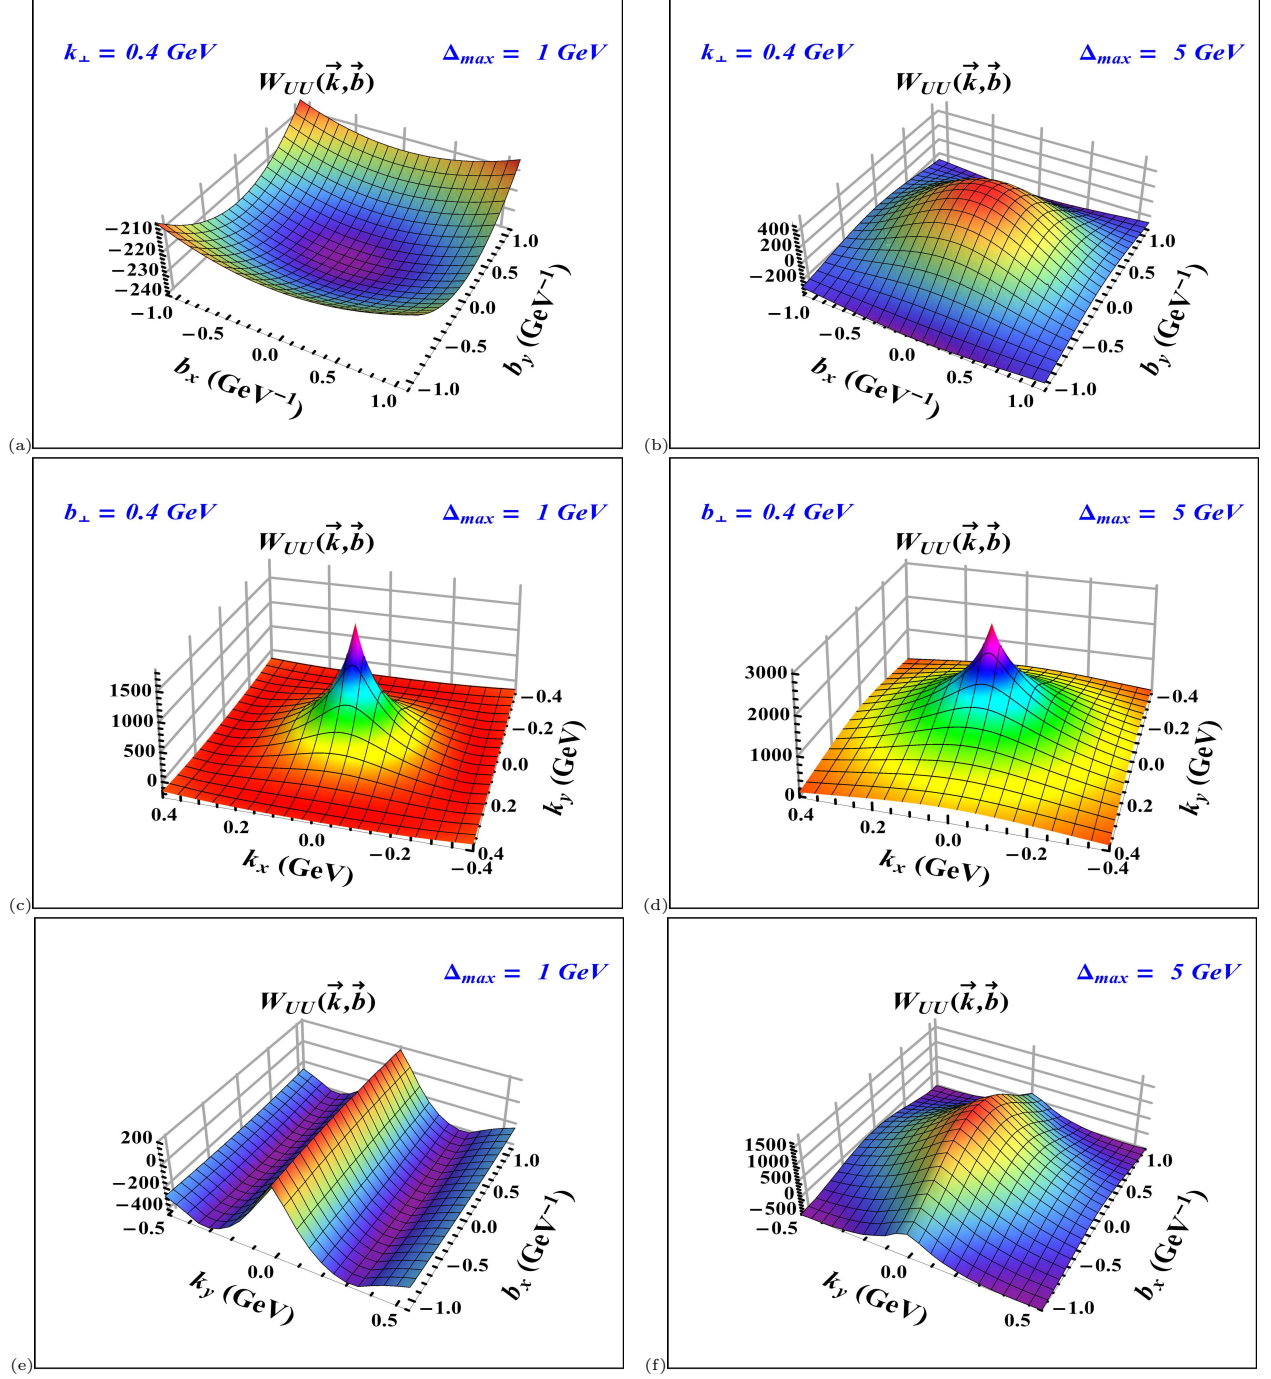 k⊥ = 0.4 GeV
Δmax = 1 GeV
WUU(k⃗,b⃗)
−210
−220
−230
−240
−1.0
−0.5
0.0
0.5
1.0
bx (GeV⁻¹)
1.0
0.5
0.0
−0.5
−1.0
by (GeV⁻¹)
(a)
k⊥ = 0.4 GeV
Δmax = 5 GeV
WUU(k⃗,b⃗)
400
200
0
−200
−1.0
−0.5
0.0
0.5
1.0
bx (GeV⁻¹)
1.0
0.5
0.0
−0.5
−1.0
by (GeV⁻¹)
(b)
b⊥ = 0.4 GeV
Δmax = 1 GeV
WUU(k⃗,b⃗)
1500
1000
500
0
0.4
0.2
0.0
−0.2
−0.4
kx (GeV)
−0.4
−0.2
0.0
0.2
0.4
ky (GeV)
(c)
b⊥ = 0.4 GeV
Δmax = 5 GeV
WUU(k⃗,b⃗)
3000
2000
1000
0
0.4
0.2
0.0
−0.2
−0.4
kx (GeV)
−0.4
−0.2
0.0
0.2
0.4
ky (GeV)
(d)
Δmax = 1 GeV
WUU(k⃗,b⃗)
200
0
−200
−400
−0.5
0.0
0.5
ky (GeV)
1.0
0.5
0.0
−0.5
−1.0
bx (GeV⁻¹)
(e)
Δmax = 5 GeV
WUU(k⃗,b⃗)
1500
1000
500
0
−500
−0.5
0.0
0.5
ky (GeV)
1.0
0.5
0.0
−0.5
−1.0
bx (GeV⁻¹)
(f)